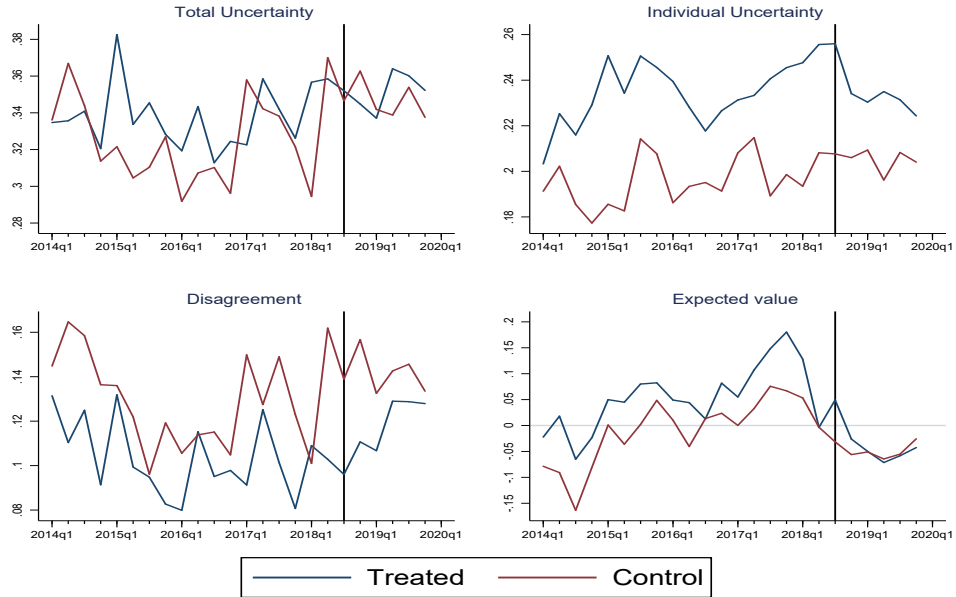 Total Uncertainty
.38
.36
.34
.32
.3
.28
2014q1 2015q1 2016q1 2017q1 2018q1 2019q1 2020q1
Individual Uncertainty
.26
.24
.22
.2
.18
2014q1 2015q1 2016q1 2017q1 2018q1 2019q1 2020q1
Disagreement
.16
.14
.12
.1
.08
2014q1 2015q1 2016q1 2017q1 2018q1 2019q1 2020q1
Expected value
.2
.15
.1
.05
0
-.05
-.1
-.15
2014q1 2015q1 2016q1 2017q1 2018q1 2019q1 2020q1
Treated Control